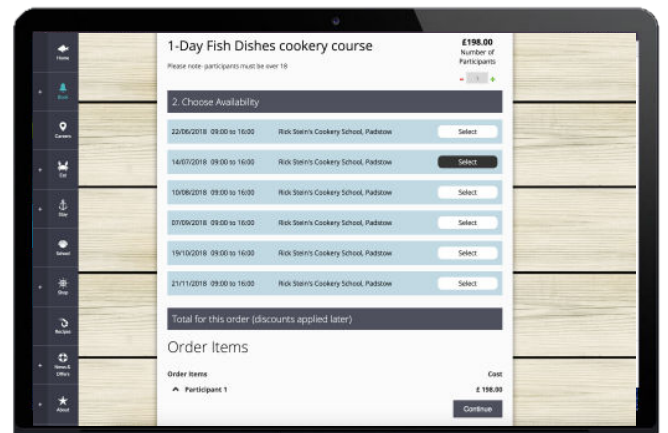 Home
Book
Careers
Eat
Stay
School
Shop
Recipes
News &
Offers
About
1-Day Fish Dishes cookery course
Please note- participants must be over 18
£198.00
Number of
Participants
- 1 +
2. Choose Availability
22/06/2018 09:00 to 16:00 Rick Stein's Cookery School, Padstow Select
14/07/2018 09:00 to 16:00 Rick Stein's Cookery School, Padstow Select
10/08/2018 09:00 to 16:00 Rick Stein's Cookery School, Padstow Select
07/09/2018 09:00 to 16:00 Rick Stein's Cookery School, Padstow Select
19/10/2018 09:00 to 16:00 Rick Stein's Cookery School, Padstow Select
21/11/2018 09:00 to 16:00 Rick Stein's Cookery School, Padstow Select
Total for this order (discounts applied later)
Order Items
Order items Cost
Participant 1 £ 198.00
Continue